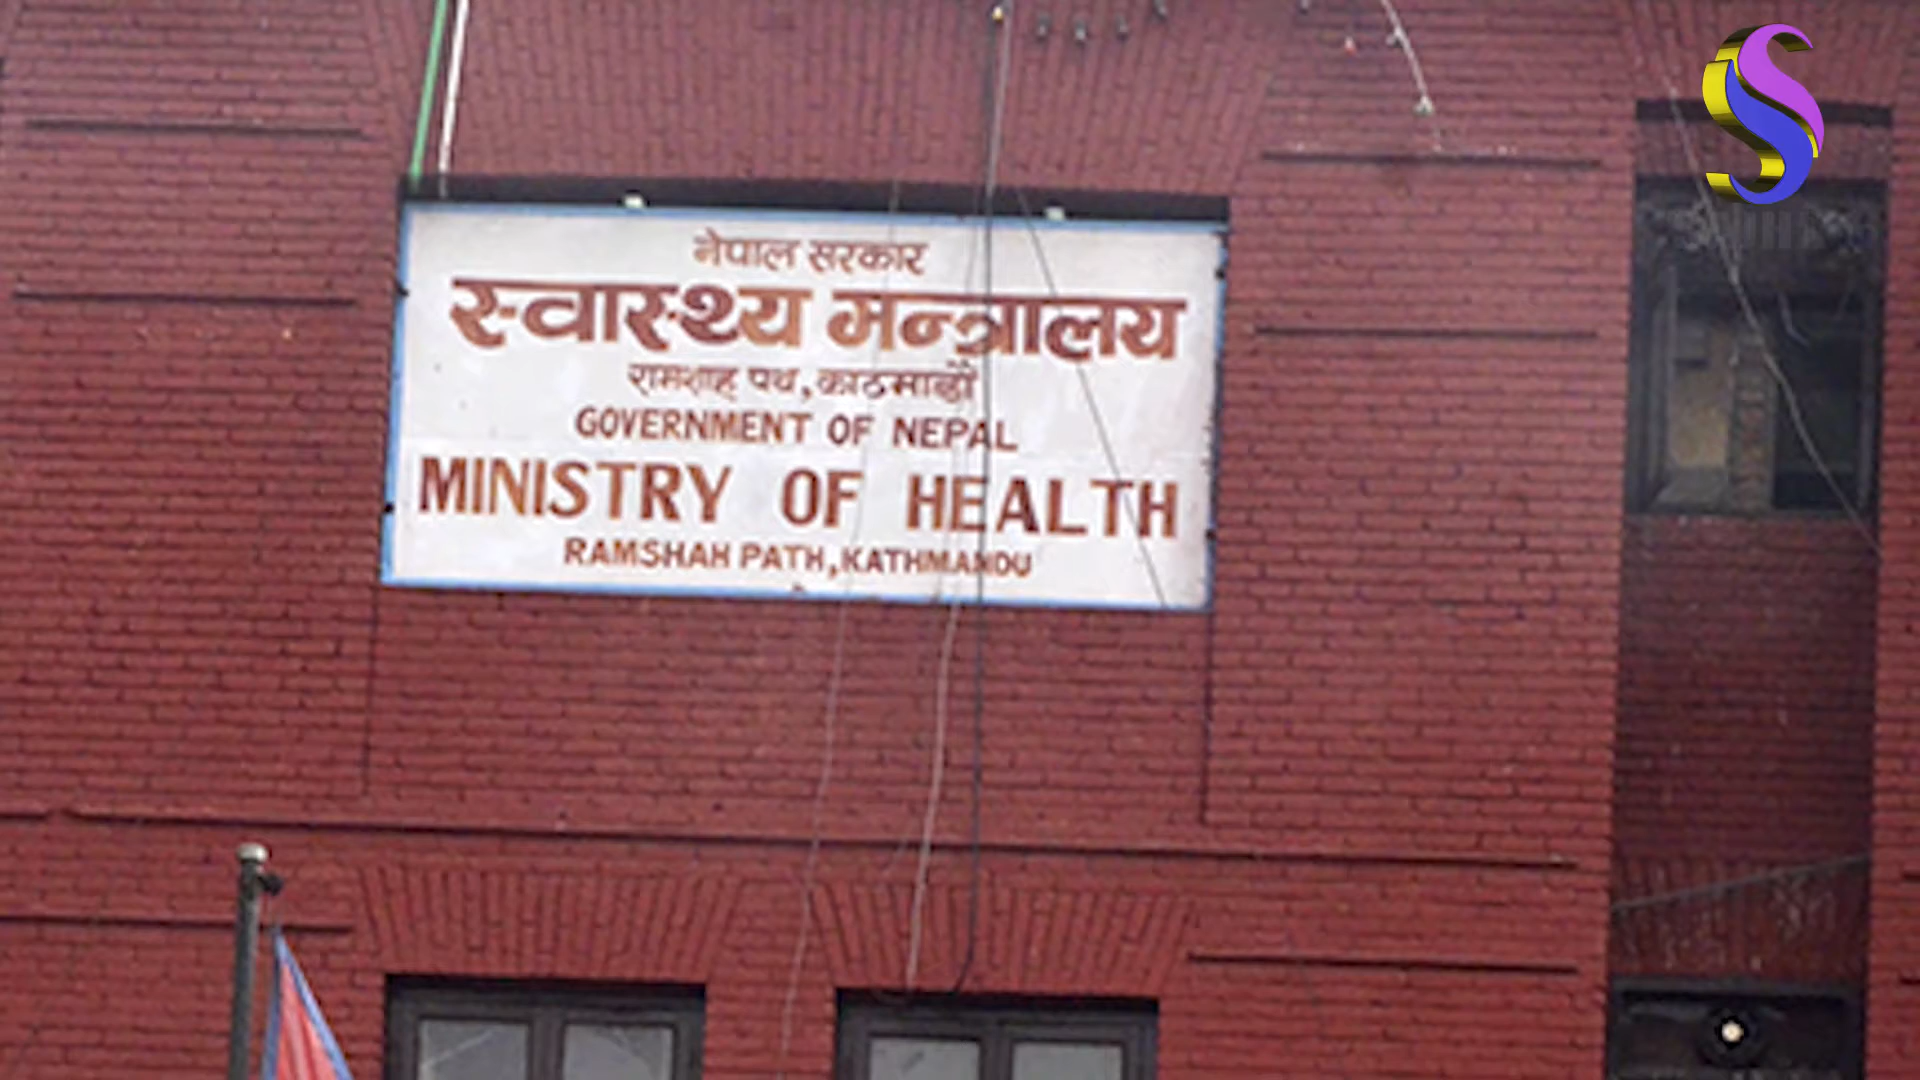 नेपाल सरकार
स्वास्थ्य मन्त्रालय
रामशाह पथ, काठमाडौं
GOVERNMENT OF NEPAL
MINISTRY OF HEALTH
RAMSHAH PATH, KATHMANDU